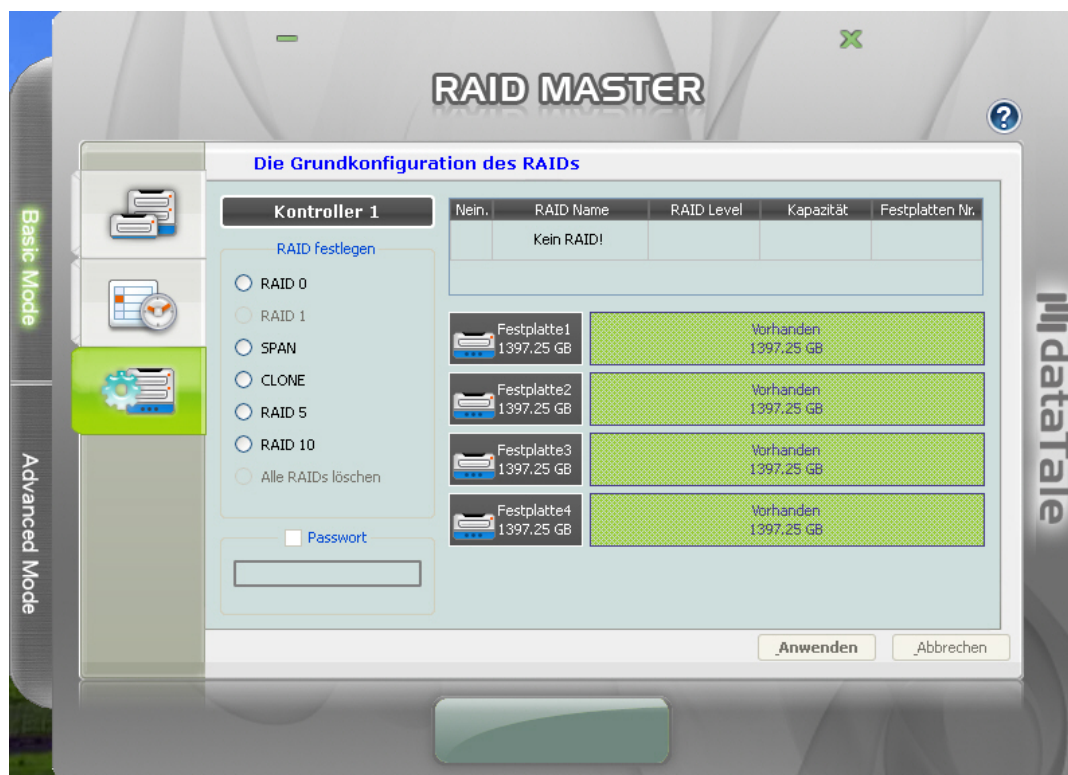 RAID MASTER
?
Basic Mode
Advanced Mode
Die Grundkonfiguration des RAIDs
Kontroller 1
RAID festlegen
RAID 0
RAID 1
SPAN
CLONE
RAID 5
RAID 10
Alle RAIDs löschen
Passwort
Nein. RAID Name RAID Level Kapazität Festplatten Nr.
Kein RAID!
Festplatte1
1397.25 GB
Vorhanden
1397.25 GB
Festplatte2
1397.25 GB
Vorhanden
1397.25 GB
Festplatte3
1397.25 GB
Vorhanden
1397.25 GB
Festplatte4
1397.25 GB
Vorhanden
1397.25 GB
Anwenden
Abbrechen
dataTale